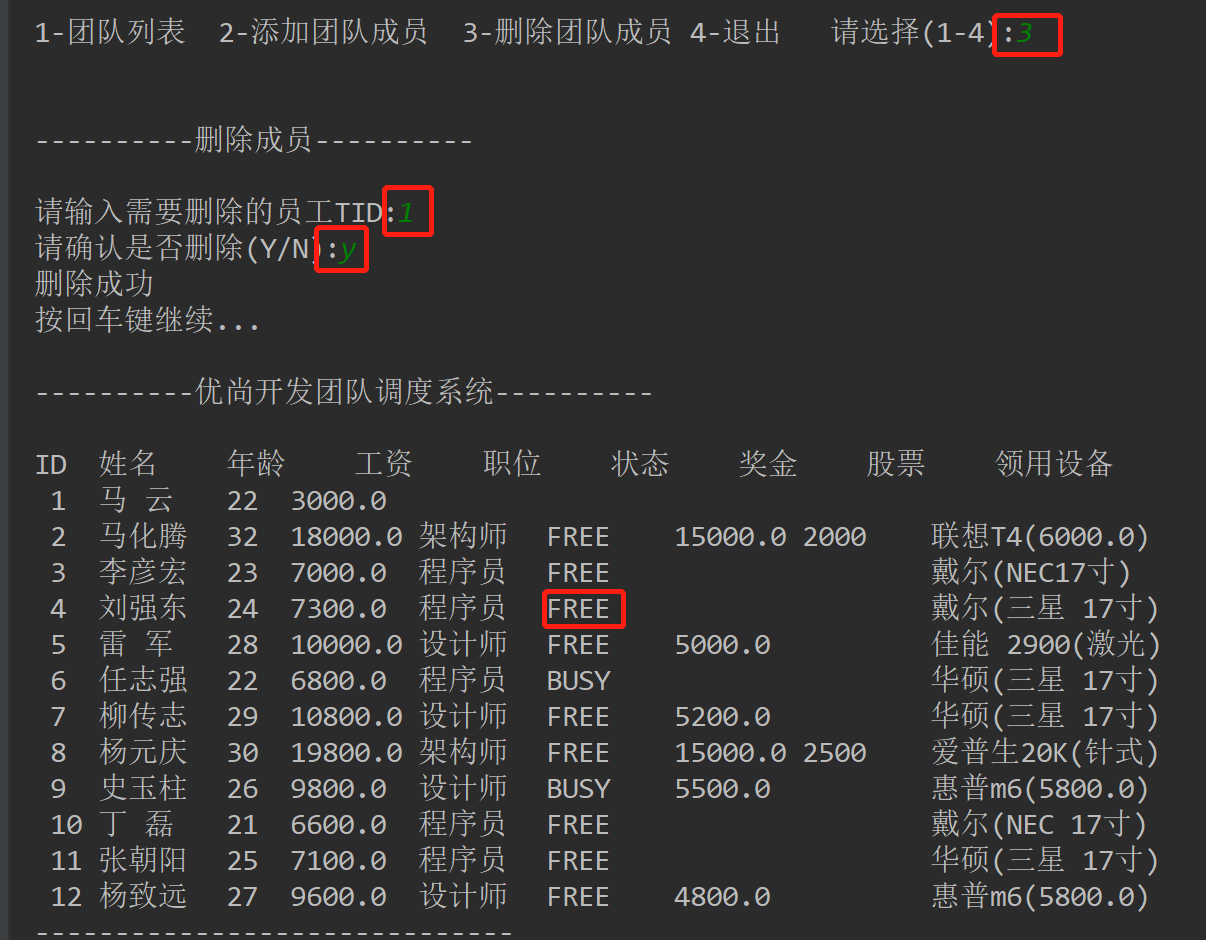 1-团队列表  2-添加团队成员  3-删除团队成员 4-退出   请选择(1-4):3
----------删除成员----------
请输入需要删除的员工TID:1
请确认是否删除(Y/N):y
删除成功
按回车键继续...
----------优尚开发团队调度系统----------
ID  姓名    年龄    工资    职位    状态    奖金    股票    领用设备
1  马 云   22  3000.0
2  马化腾  32  18000.0 架构师  FREE    15000.0 2000    联想T4(6000.0)
3  李彦宏  23  7000.0  程序员  FREE                    戴尔(NEC17寸)
4  刘强东  24  7300.0  程序员  FREE                    戴尔(三星 17寸)
5  雷 军   28  10000.0 设计师  FREE    5000.0          佳能 2900(激光)
6  任志强  22  6800.0  程序员  BUSY                    华硕(三星 17寸)
7  柳传志  29  10800.0 设计师  FREE    5200.0          华硕(三星 17寸)
8  杨元庆  30  19800.0 架构师  FREE    15000.0 2500    爱普生20K(针式)
9  史玉柱  26  9800.0  设计师  BUSY    5500.0          惠普m6(5800.0)
10 丁 磊   21  6600.0  程序员  FREE                    戴尔(NEC 17寸)
11 张朝阳  25  7100.0  程序员  FREE                    华硕(三星 17寸)
12 杨致远  27  9600.0  设计师  FREE    4800.0          惠普m6(5800.0)
------------------------------